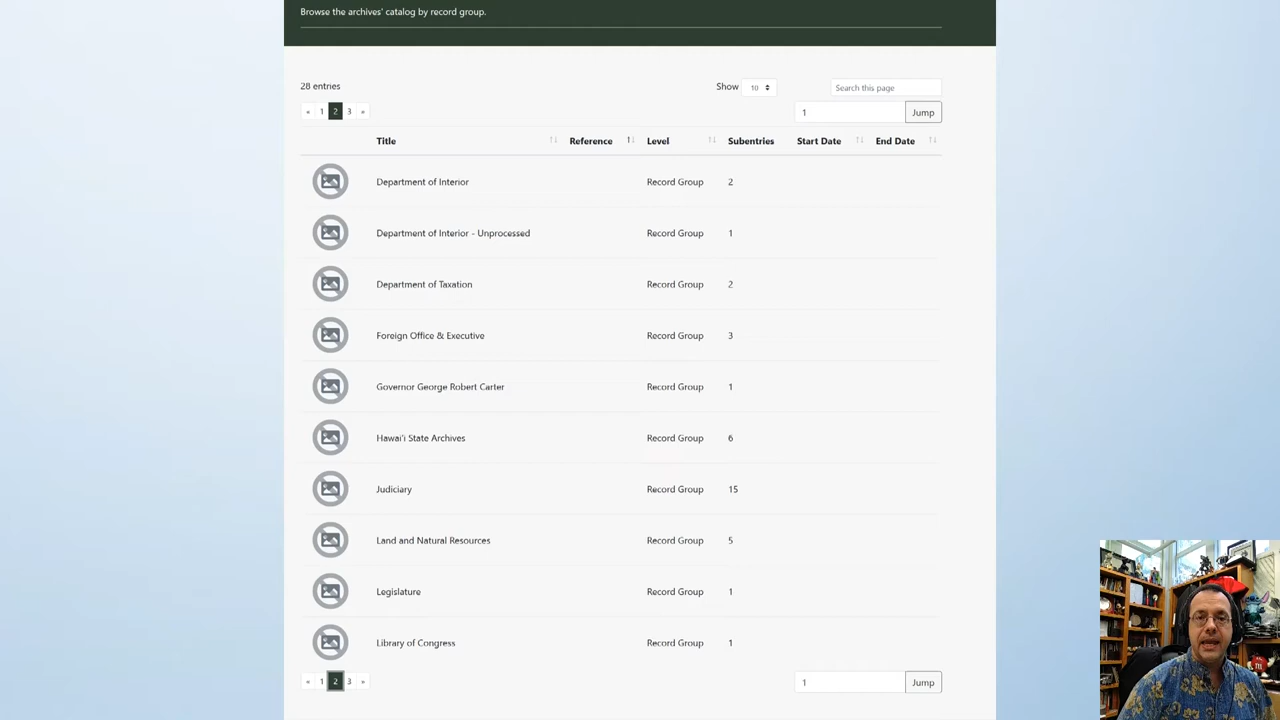 Browse the archives' catalog by record group.
28 entries
Show 10
Search this page
« 1 2 3 »
1 Jump
Title Reference Level Subentries Start Date End Date
Department of Interior Record Group 2
Department of Interior - Unprocessed Record Group 1
Department of Taxation Record Group 2
Foreign Office & Executive Record Group 3
Governor George Robert Carter Record Group 1
Hawai'i State Archives Record Group 6
Judiciary Record Group 15
Land and Natural Resources Record Group 5
Legislature Record Group 1
Library of Congress Record Group 1
« 1 2 3 »
1 Jump